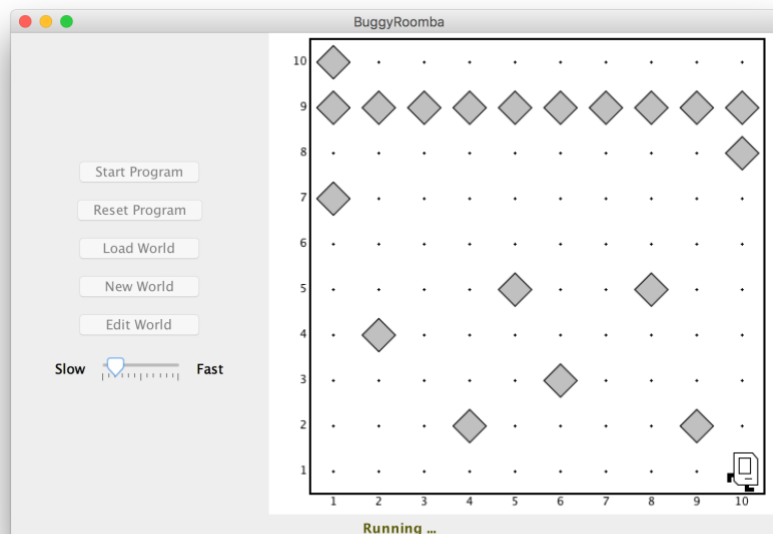 BuggyRoomba
Start Program
Reset Program
Load World
New World
Edit World
Slow Fast
10
9
8
7
6
5
4
3
2
1
1 2 3 4 5 6 7 8 9 10
Running ...